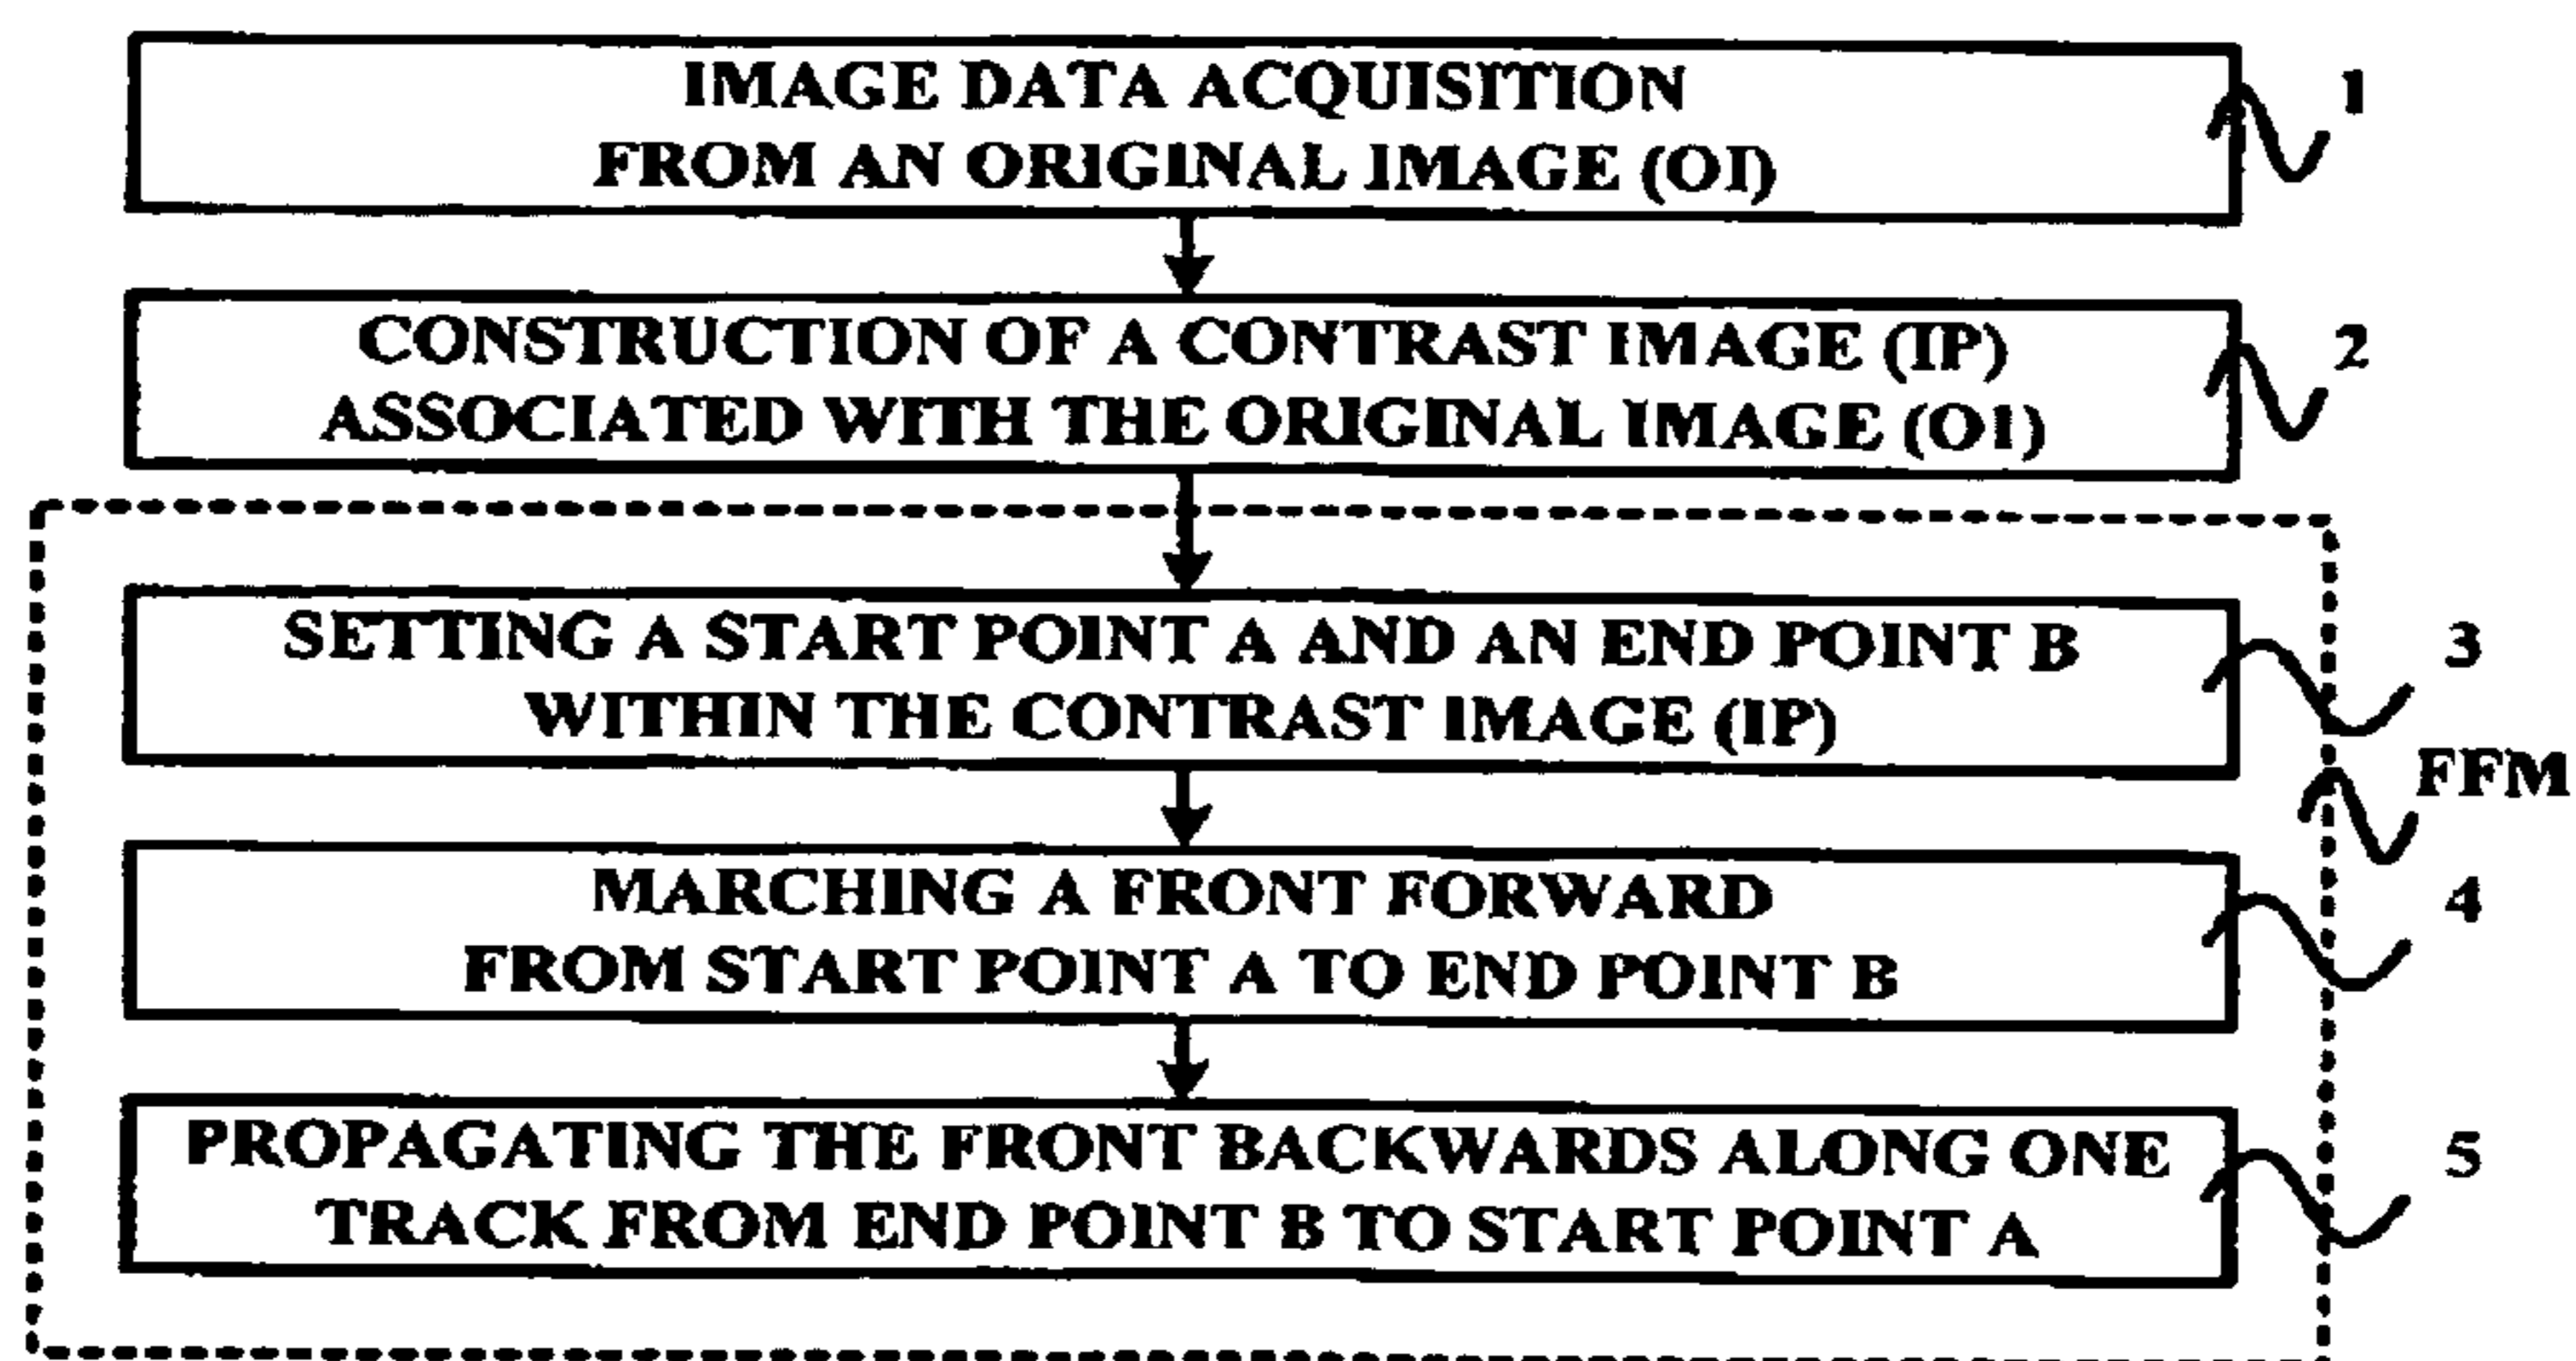 IMAGE DATA ACQUISITION
FROM AN ORIGINAL IMAGE (OI)
1
CONSTRUCTION OF A CONTRAST IMAGE (IP)
ASSOCIATED WITH THE ORIGINAL IMAGE (OI)
2
SETTING A START POINT A AND AN END POINT B
WITHIN THE CONTRAST IMAGE (IP)
3
FFM
MARCHING A FRONT FORWARD
FROM START POINT A TO END POINT B
4
PROPAGATING THE FRONT BACKWARDS ALONG ONE
TRACK FROM END POINT B TO START POINT A
5